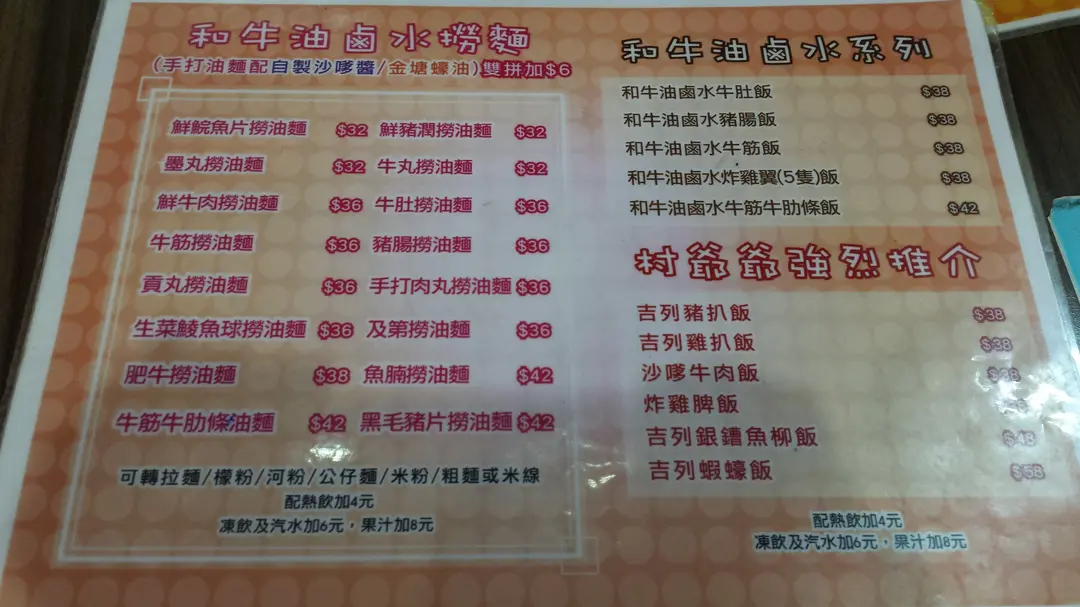 和牛油鹵水撈麵
(手打油麵配自製沙嗲醬/金塘蠔油)雙拼加$6
鮮鯇魚片撈油麵 $32 鮮豬潤撈油麵 $32
墨丸撈油麵 $32 牛丸撈油麵 $32
鮮牛肉撈油麵 $36 牛肚撈油麵 $36
牛筋撈油麵 $36 豬腸撈油麵 $36
貢丸撈油麵 $36 手打肉丸撈油麵 $36
生菜鯪魚球撈油麵 $36 及第撈油麵 $36
肥牛撈油麵 $38 魚腩撈油麵 $42
牛筋牛肋條油麵 $42 黑毛豬片撈油麵 $42
可轉拉麵/檬粉/河粉/公仔麵/米粉/粗麵或米線
配熱飲加4元
凍飲及汽水加6元，果汁加8元
和牛油鹵水系列
和牛油鹵水牛肚飯 $38
和牛油鹵水豬腸飯 $38
和牛油鹵水牛筋飯 $38
和牛油鹵水炸雞翼(5隻)飯 $38
和牛油鹵水牛筋牛肋條飯 $42
村爺爺強烈推介
吉列豬扒飯 $38
吉列雞扒飯 $38
沙嗲牛肉飯 $38
炸雞脾飯
吉列銀鱈魚柳飯 $48
吉列蝦蠔飯 $58
配熱飲加4元
凍飲及汽水加6元，果汁加8元